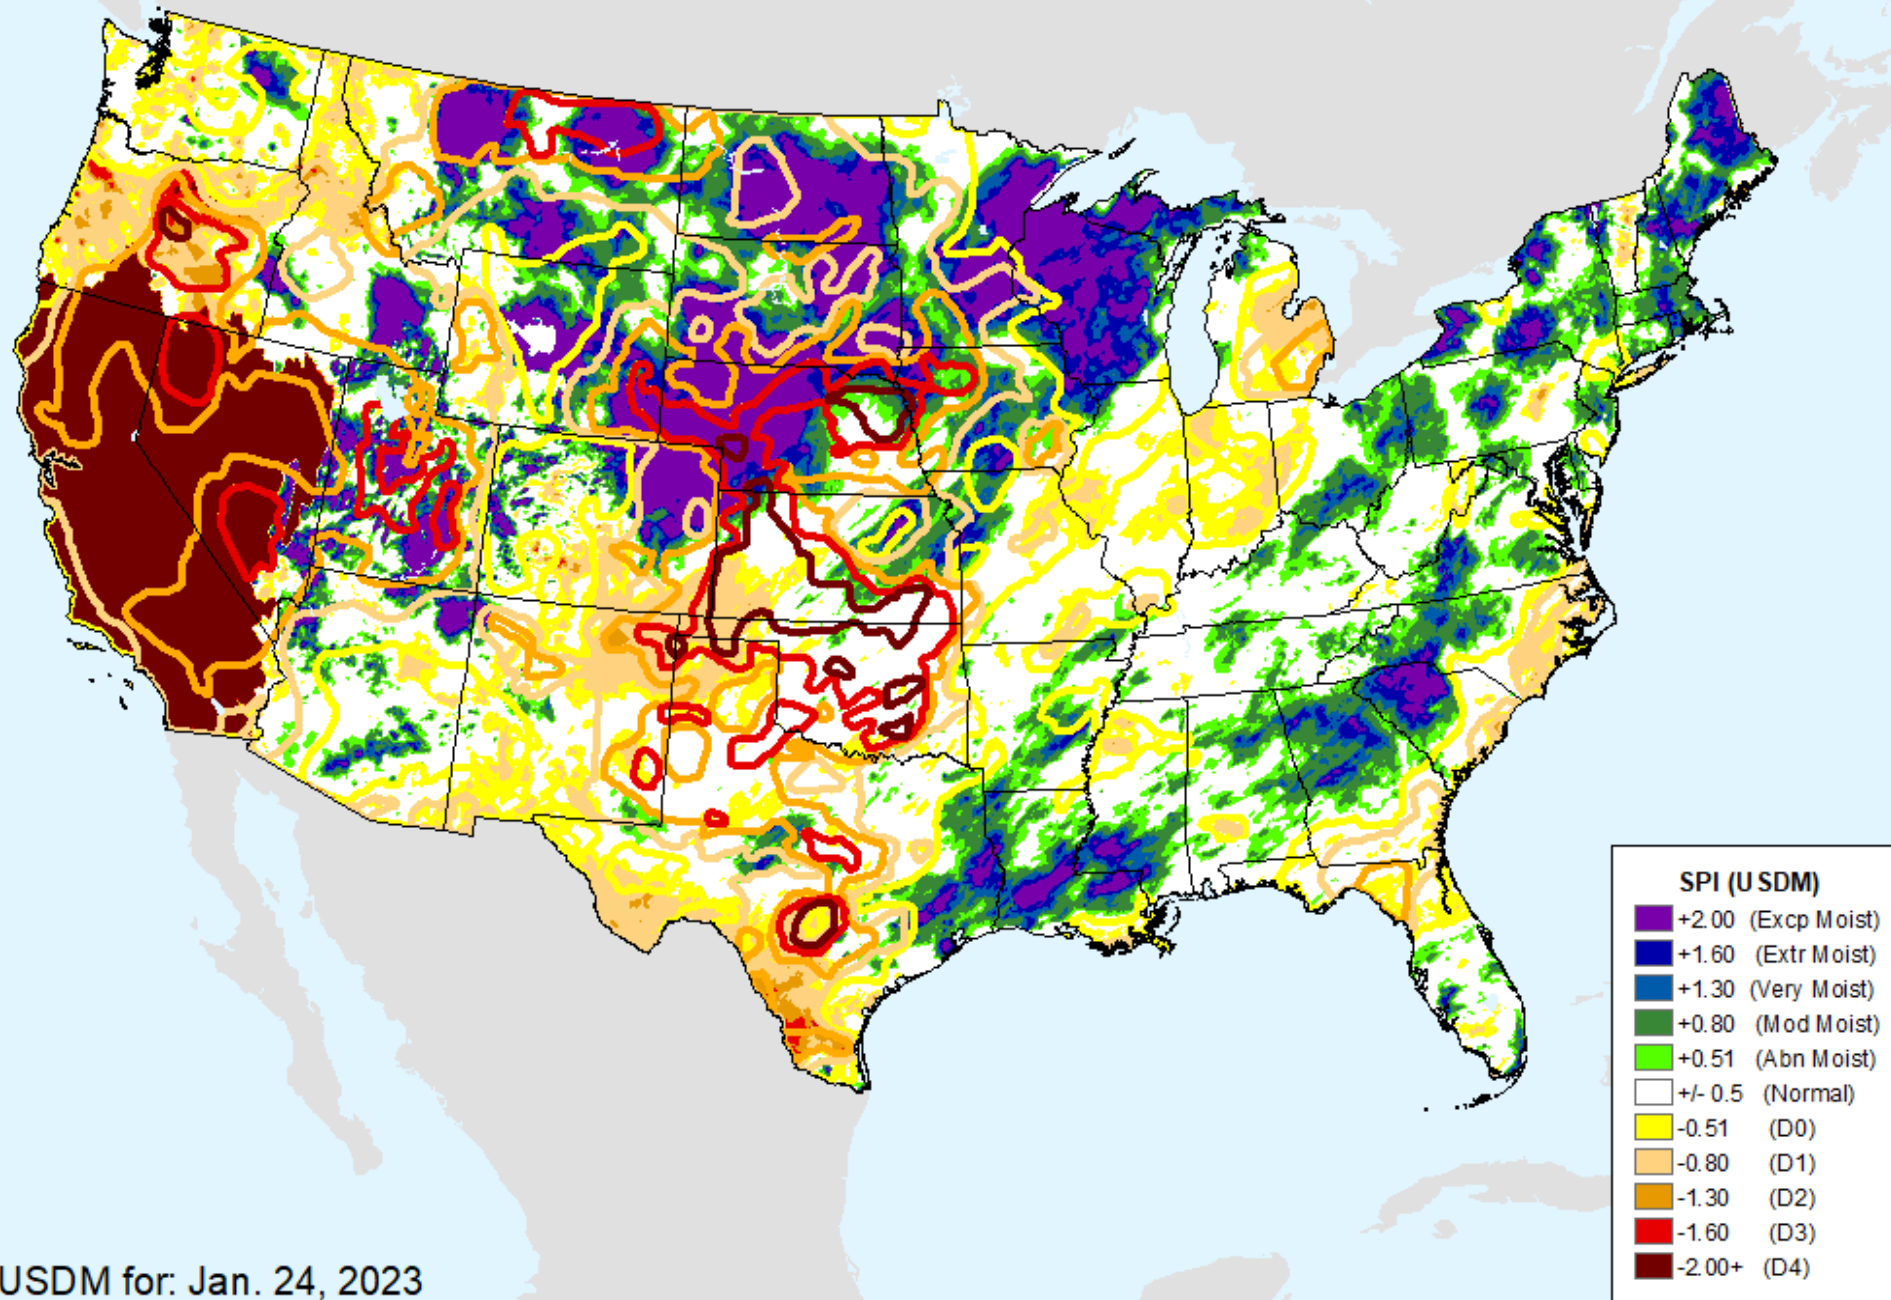 SPI (USDM)
+2.00 (Excp Moist)
+1.60 (Extr Moist)
+1.30 (Very Moist)
+0.80 (Mod Moist)
+0.51 (Abn Moist)
+/- 0.5 (Normal)
-0.51 (D0)
-0.80 (D1)
-1.30 (D2)
-1.60 (D3)
-2.00+ (D4)
USDM for: Jan. 24, 2023